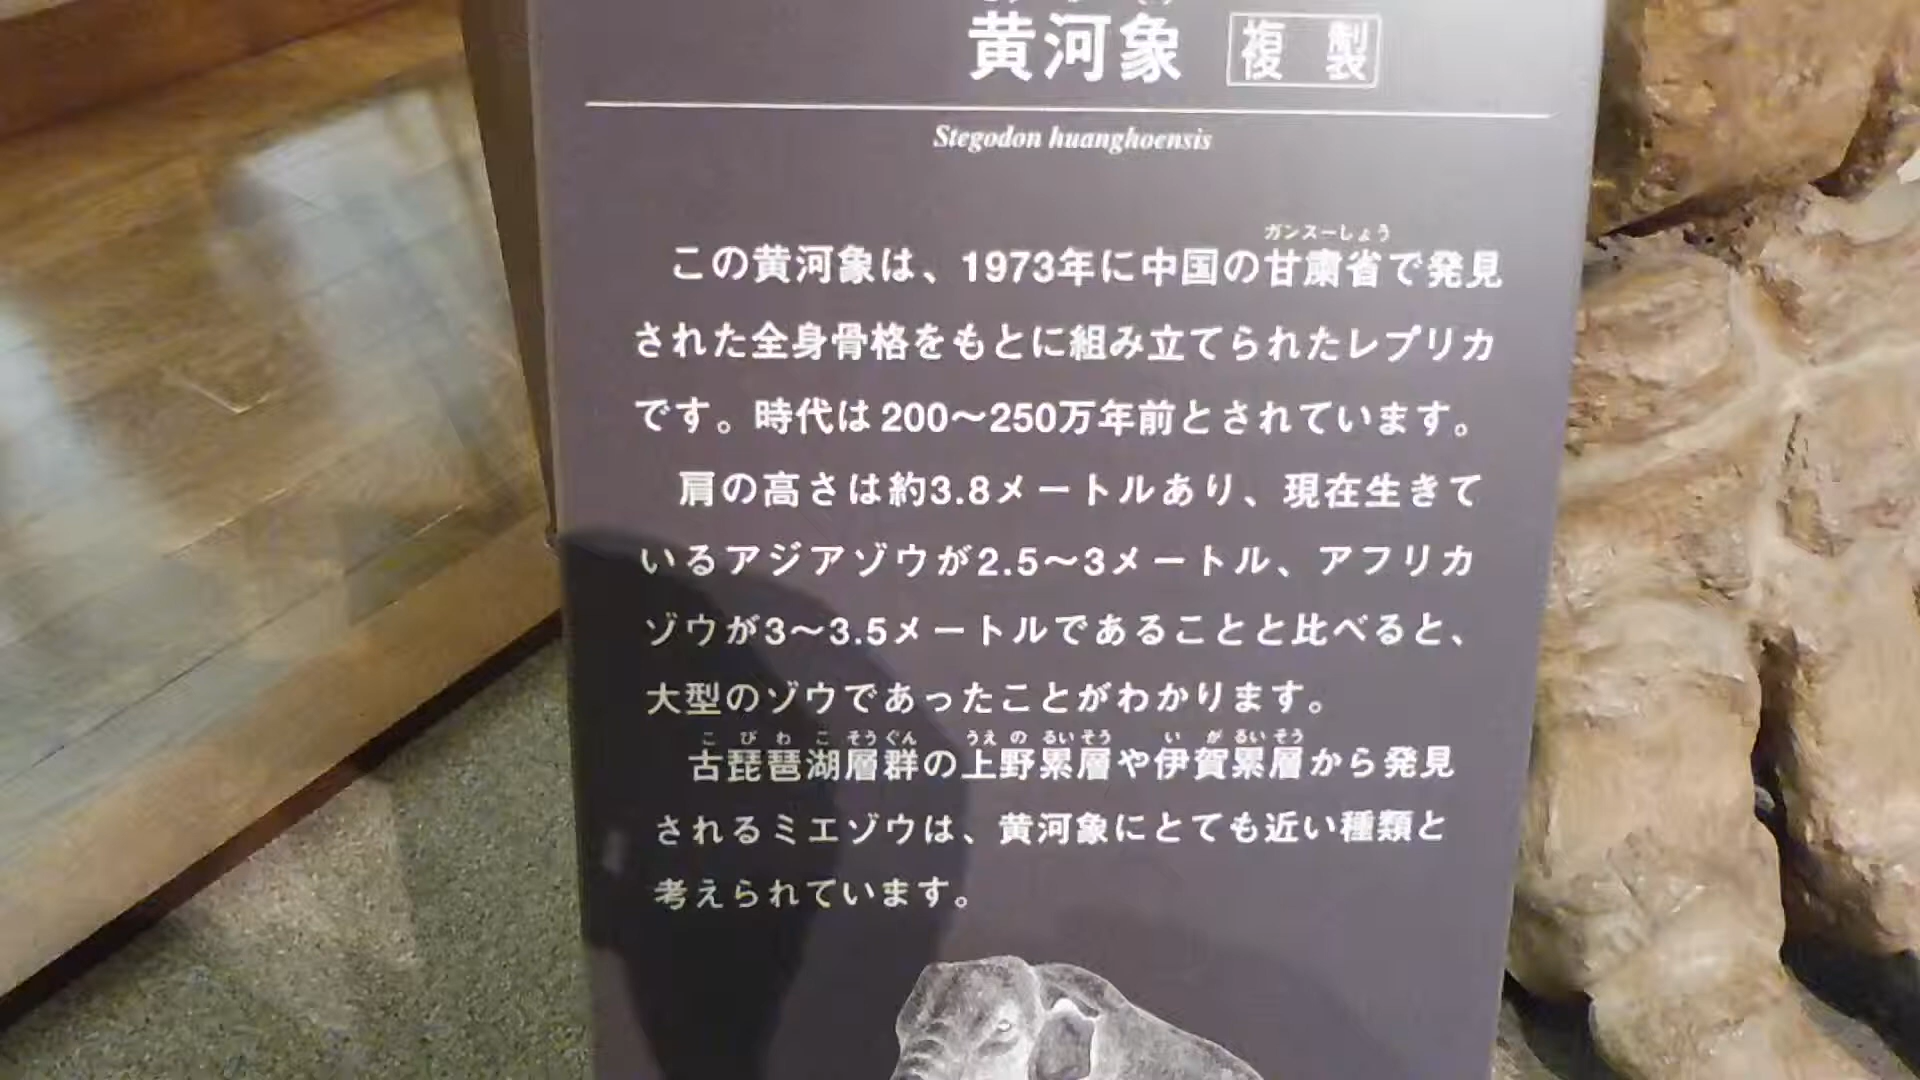 黄河象 複製
Stegodon huanghoensis
ガンスーしょう
この黄河象は、1973年に中国の甘粛省で発見
された全身骨格をもとに組み立てられたレプリカ
です。時代は200〜250万年前とされています。
肩の高さは約3.8メートルあり、現在生きて
いるアジアゾウが2.5〜3メートル、アフリカ
ゾウが3〜3.5メートルであることと比べると、
大型のゾウであったことがわかります。
こ び わ こ そうぐん うえ の るいそう い が るいそう
古琵琶湖層群の上野累層や伊賀累層から発見
されるミエゾウは、黄河象にとても近い種類と
考えられています。